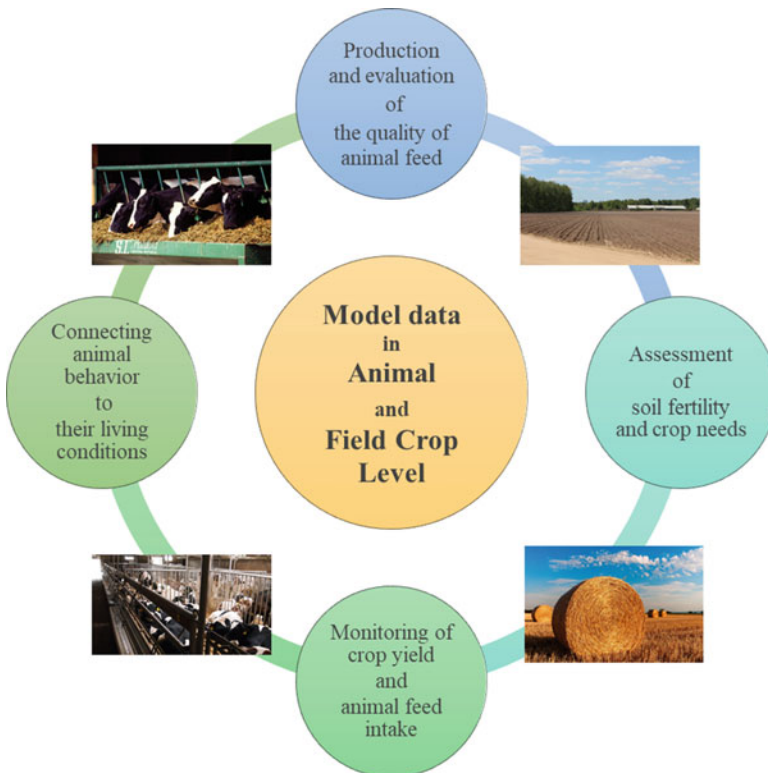 Production
and evaluation
of
the quality of
animal feed
Connecting
animal
behavior
to
their living
conditions
Model data
in
Animal
and
Field Crop
Level
Assessment
of
soil fertility
and crop needs
Monitoring of
crop yield
and
animal feed
intake